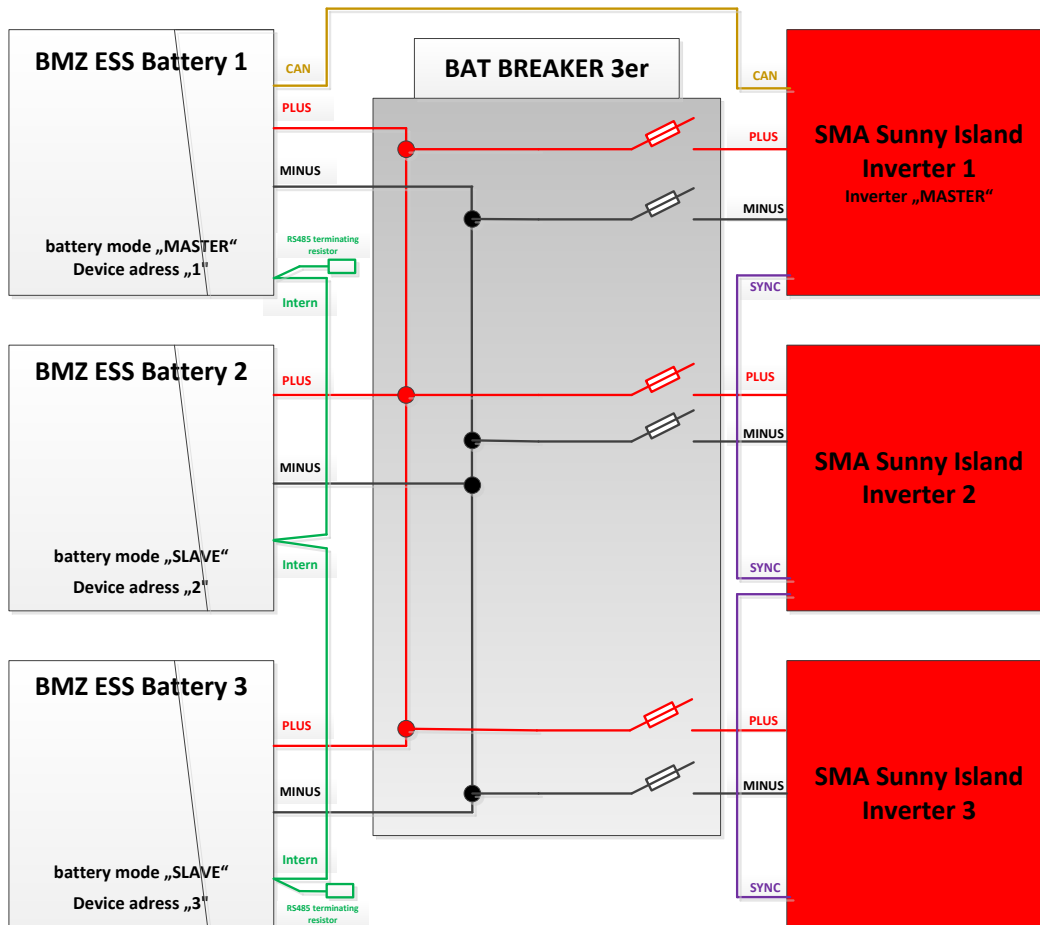 BMZ ESS Battery 1
CAN
PLUS
MINUS
battery mode „MASTER“
Device adress „1"
RS485 terminating
resistor
Intern
BAT BREAKER 3er
CAN
PLUS
MINUS
SYNC
SMA Sunny Island
Inverter 1
Inverter „MASTER“
BMZ ESS Battery 2
PLUS
MINUS
battery mode „SLAVE“
Device adress „2"
Intern
PLUS
MINUS
SYNC
SMA Sunny Island
Inverter 2
BMZ ESS Battery 3
PLUS
MINUS
battery mode „SLAVE“
Device adress „3"
Intern
RS485 terminating
resistor
PLUS
MINUS
SYNC
SMA Sunny Island
Inverter 3